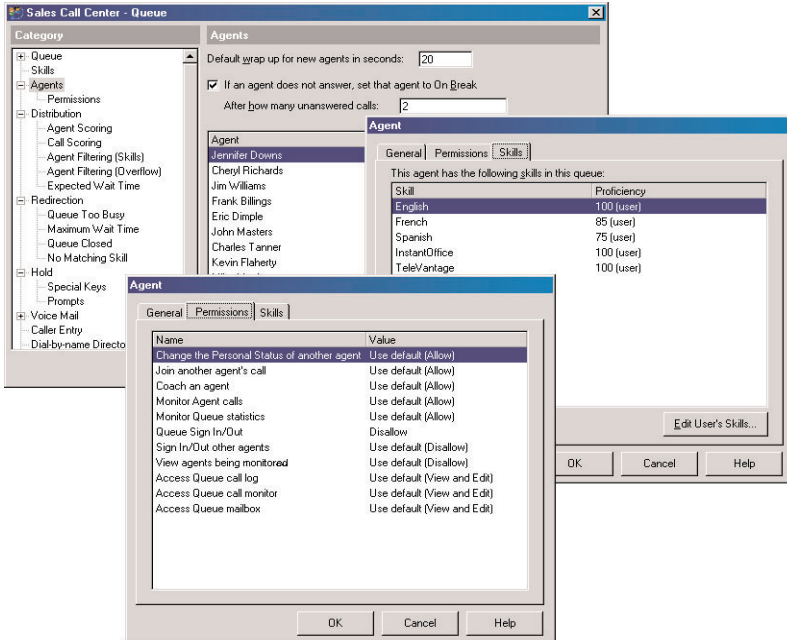 Sales Call Center - Queue
Category
Queue
Skills
Agents
Permissions
Distribution
Agent Scoring
Call Scoring
Agent Filtering (Skills)
Agent Filtering (Overflow)
Expected Wait Time
Redirection
Queue Too Busy
Maximum Wait Time
Queue Closed
No Matching Skill
Hold
Special Keys
Prompts
Voice Mail
Caller Entry
Dial-by-name Directo
Agents
Default wrap up for new agents in seconds: 20
If an agent does not answer, set that agent to On Break
After how many unanswered calls: 2
Agent
Jennifer Downs
Cheryl Richards
Jim Williams
Frank Billings
Eric Dimple
John Masters
Charles Tanner
Kevin Flaherty
Agent
General Permissions Skills
This agent has the following skills in this queue:
Skill Proficiency
English 100 (user)
French 85 (user)
Spanish 75 (user)
InstantOffice 100 (user)
TeleVantage 100 (user)
Edit User's Skills...
OK Cancel Help
Agent
General Permissions Skills
Name Value
Change the Personal Status of another agent Use default (Allow)
Join another agent's call Use default (Allow)
Coach an agent Use default (Allow)
Monitor Agent calls Use default (Allow)
Monitor Queue statistics Use default (Allow)
Queue Sign In/Out Disallow
Sign In/Out other agents Use default (Disallow)
View agents being monitored Use default (Disallow)
Access Queue call log Use default (View and Edit)
Access Queue call monitor Use default (View and Edit)
Access Queue mailbox Use default (View and Edit)
OK Cancel Help